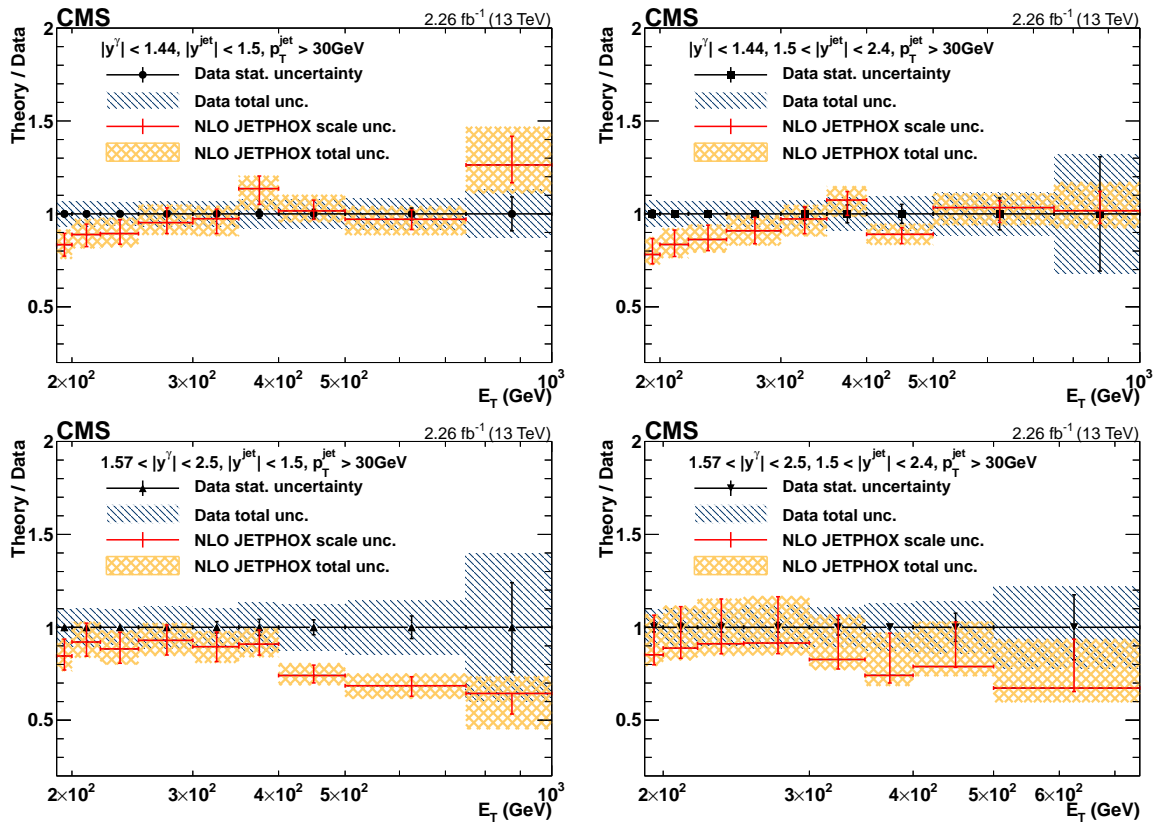 CMS 2.26 fb⁻¹ (13 TeV)
|y^γ| < 1.44, |y^jet| < 1.5, p_T^jet > 30GeV
Data stat. uncertainty
Data total unc.
NLO JETPHOX scale unc.
NLO JETPHOX total unc.
Theory / Data
2
1.5
1
0.5
2×10² 3×10² 4×10² 5×10² 10³
E_T (GeV)
CMS 2.26 fb⁻¹ (13 TeV)
|y^γ| < 1.44, 1.5 < |y^jet| < 2.4, p_T^jet > 30GeV
Data stat. uncertainty
Data total unc.
NLO JETPHOX scale unc.
NLO JETPHOX total unc.
Theory / Data
2
1.5
1
0.5
2×10² 3×10² 4×10² 5×10² 10³
E_T (GeV)
CMS 2.26 fb⁻¹ (13 TeV)
1.57 < |y^γ| < 2.5, |y^jet| < 1.5, p_T^jet > 30GeV
Data stat. uncertainty
Data total unc.
NLO JETPHOX scale unc.
NLO JETPHOX total unc.
Theory / Data
2
1.5
1
0.5
2×10² 3×10² 4×10² 5×10² 10³
E_T (GeV)
CMS 2.26 fb⁻¹ (13 TeV)
1.57 < |y^γ| < 2.5, 1.5 < |y^jet| < 2.4, p_T^jet > 30GeV
Data stat. uncertainty
Data total unc.
NLO JETPHOX scale unc.
NLO JETPHOX total unc.
Theory / Data
2
1.5
1
0.5
2×10² 3×10² 4×10² 5×10² 6×10²
E_T (GeV)